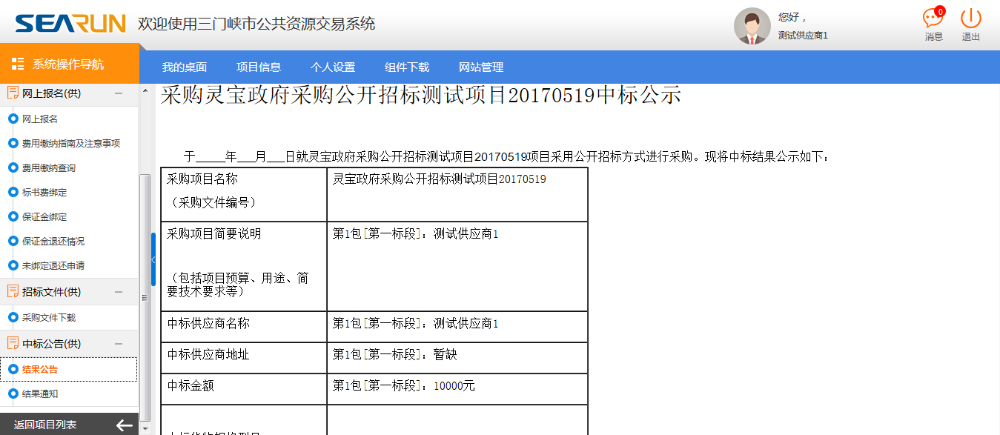 SEARUN 欢迎使用三门峡市公共资源交易系统
您好，
测试供应商1
0
消息
退出
系统操作导航
我的桌面 项目信息 个人设置 组件下载 网站管理
网上报名(供)
网上报名
费用缴纳指南及注意事项
费用缴纳查询
标书费绑定
保证金绑定
保证金退还情况
未绑定退还申请
招标文件(供)
采购文件下载
中标公告(供)
结果公告
结果通知
返回项目列表
采购灵宝政府采购公开招标测试项目20170519中标公示
于_____年___月___日就灵宝政府采购公开招标测试项目20170519项目采用公开招标方式进行采购。现将中标结果公示如下：
采购项目名称
（采购文件编号）
灵宝政府采购公开招标测试项目20170519
采购项目简要说明
（包括项目预算、用途、简
要技术要求等）
第1包[第一标段]：测试供应商1
中标供应商名称
第1包[第一标段]：测试供应商1
中标供应商地址
第1包[第一标段]：暂缺
中标金额
第1包[第一标段]：10000元